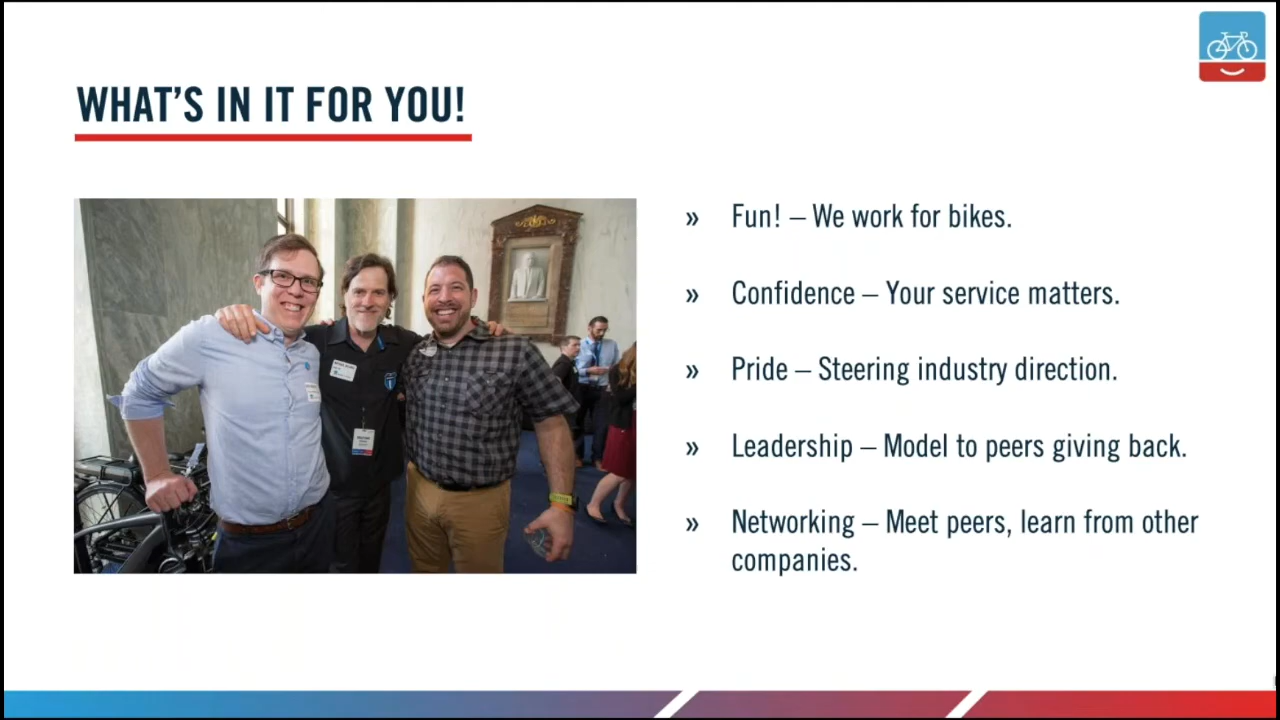 WHAT’S IN IT FOR YOU!
» Fun! – We work for bikes.
» Confidence – Your service matters.
» Pride – Steering industry direction.
» Leadership – Model to peers giving back.
» Networking – Meet peers, learn from other
companies.